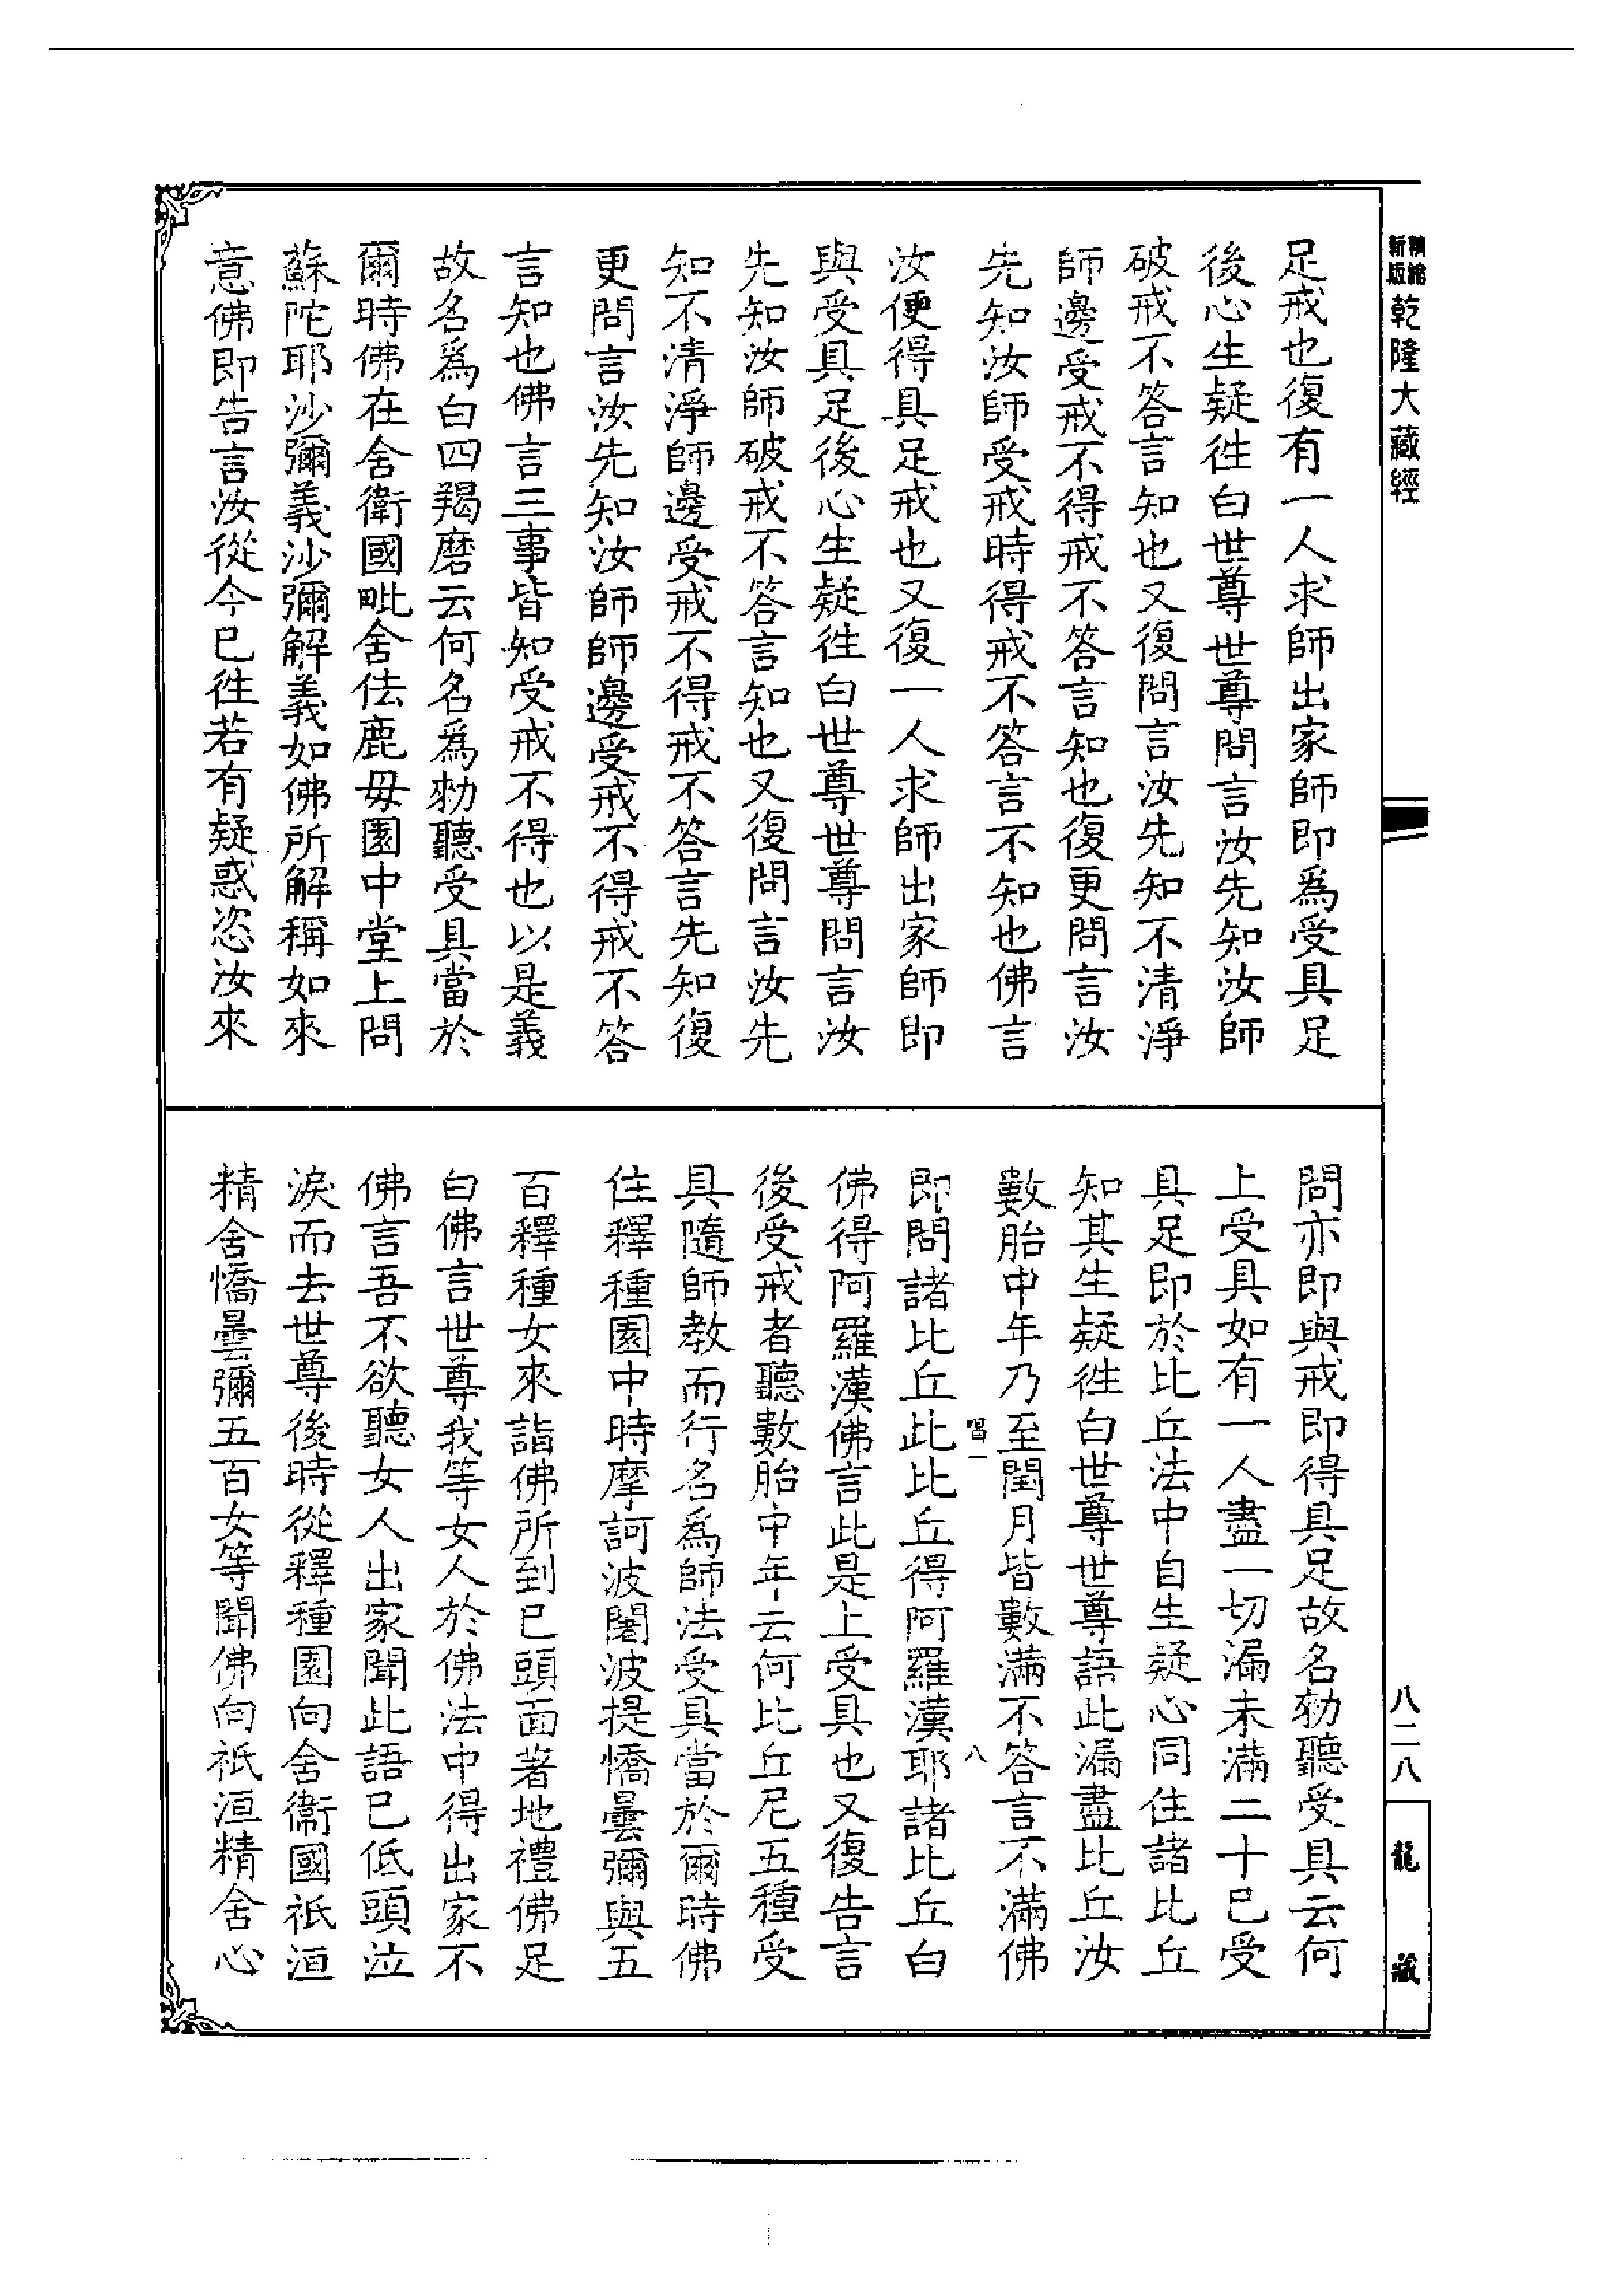 新版精縮乾隆大藏經
足戒也復有一人求師出家師即爲受具足
後心生疑徃白世尊世尊問言汝先知汝師
破戒不答言知也又復問言汝先知不清淨
師邊受戒不得戒不答言知也復更問言汝
先知汝師受戒時得戒不答言不知也佛言
汝便得具足戒也又復一人求師出家師即
與受具足後心生疑徃白世尊世尊問言汝
先知汝師破戒不答言知也又復問言汝先
知不清淨師邊受戒不得戒不答言先知復
更問言汝先知汝師師邊受戒不得戒不答
言知也佛言三事皆知受戒不得也以是義
故名爲白四羯磨云何名爲勑聽受具當於
爾時佛在舍衛國毗舍佉鹿毋園中堂上問
蘇陀耶沙彌義沙彌解義如佛所解稱如來
意佛即告言汝從今已徃若有疑惑恣汝來
問亦即與戒即得具足故名勑聽受具云何
上受具如有一人盡一切漏未滿二十已受
具足即於比丘法中自生疑心同住諸比丘
知其生疑徃白世尊世尊語此漏盡比丘汝
數胎中年乃至閏月皆數滿不答言不滿佛
即問諸比丘此比丘得阿羅漢耶諸比丘白
佛得阿羅漢佛言此是上受具也又復告言
後受戒者聽數胎中年云何比丘尼五種受
具隨師教而行名爲師法受具當於爾時佛
住釋種園中時摩訶波闍波提憍曇彌與五
百釋種女來詣佛所到已頭面著地禮佛足
白佛言世尊我等女人於佛法中得出家不
佛言吾不欲聽女人出家聞此語已低頭泣
淚而去世尊後時從釋種園向舍衞國祇洹
精舍憍曇彌五百女等聞佛向祇洹精舍心
唱一
八
八二八
龍藏